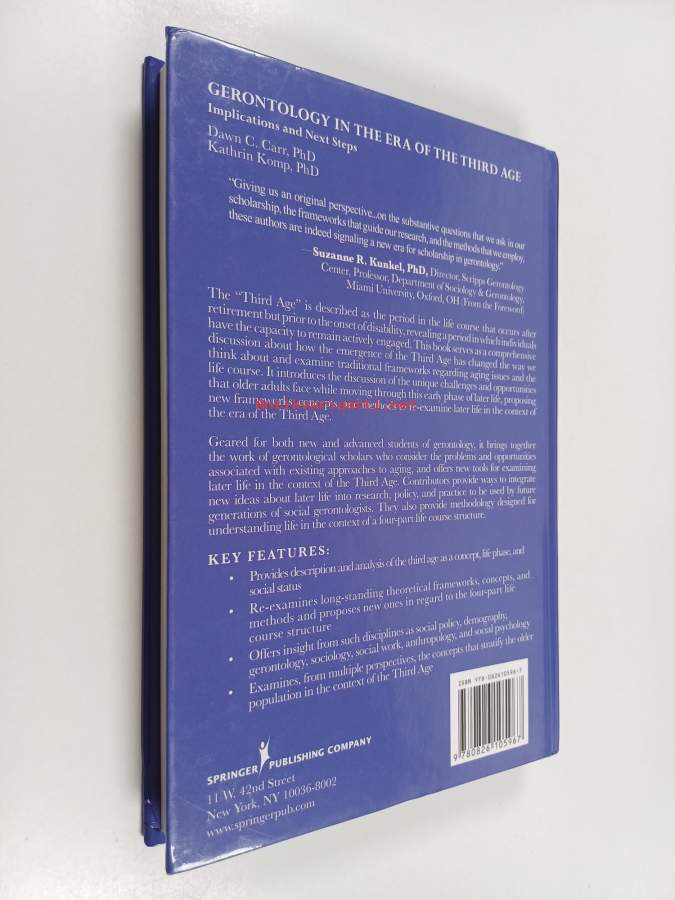 GERONTOLOGY IN THE ERA OF THE THIRD AGE
Implications and Next Steps
Dawn C. Carr, PhD
Kathrin Komp, PhD
“Giving us an original perspective...on the substantive questions that we ask in our
scholarship, the frameworks that guide our research, and the methods that we employ,
these authors are indeed signaling a new era for scholarship in gerontology.”
—Suzanne R. Kunkel, PhD, Director, Scripps Gerontology
Center, Professor, Department of Sociology & Gerontology,
Miami University, Oxford, OH (From the Foreword)
The “Third Age” is described as the period in the life course that occurs after
retirement but prior to the onset of disability, revealing a period in which individuals
have the capacity to remain actively engaged. This book serves as a comprehensive
discussion about how the emergence of the Third Age has changed the way we
think about and examine traditional frameworks regarding aging issues and the
life course. It introduces the discussion of the unique challenges and opportunities
that older adults face while moving through this early phase of later life, proposing
new frameworks, concepts, and methods to re-examine later life in the context of
the era of the Third Age.
Geared for both new and advanced students of gerontology, it brings together
the work of gerontological scholars who consider the problems and opportunities
associated with existing approaches to aging, and offers new tools for examining
later life in the context of the Third Age. Contributors provide ways to integrate
new ideas about later life into research, policy, and practice to be used by future
generations of social gerontologists. They also provide methodology designed for
understanding life in the context of a four-part life course structure.
KEY FEATURES:
• Provides description and analysis of the third age as a concept, life phase, and
social status
• Re-examines long-standing theoretical frameworks, concepts, and
methods and proposes new ones in regard to the four-part life
course structure
• Offers insight from such disciplines as social policy, demography,
gerontology, sociology, social work, anthropology, and social psychology
• Examines, from multiple perspectives, the concepts that stratify the older
population in the context of the Third Age
ISBN 978-0826105967
9 780826 105967
SPRINGER PUBLISHING COMPANY
11 W. 42nd Street
New York, NY 10036-8002
www.springerpub.com